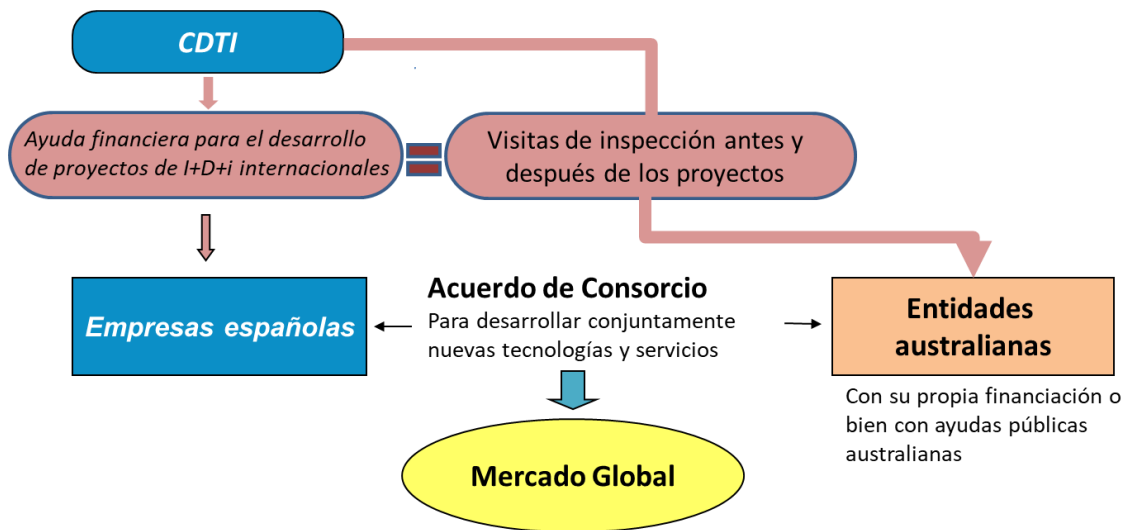 CDTI
Ayuda financiera para el desarrollo
de proyectos de I+D+i internacionales
Visitas de inspección antes y
después de los proyectos
Empresas españolas
Acuerdo de Consorcio
Para desarrollar conjuntamente
nuevas tecnologías y servicios
Entidades
australianas
Con su propia financiación o
bien con ayudas públicas
australianas
Mercado Global